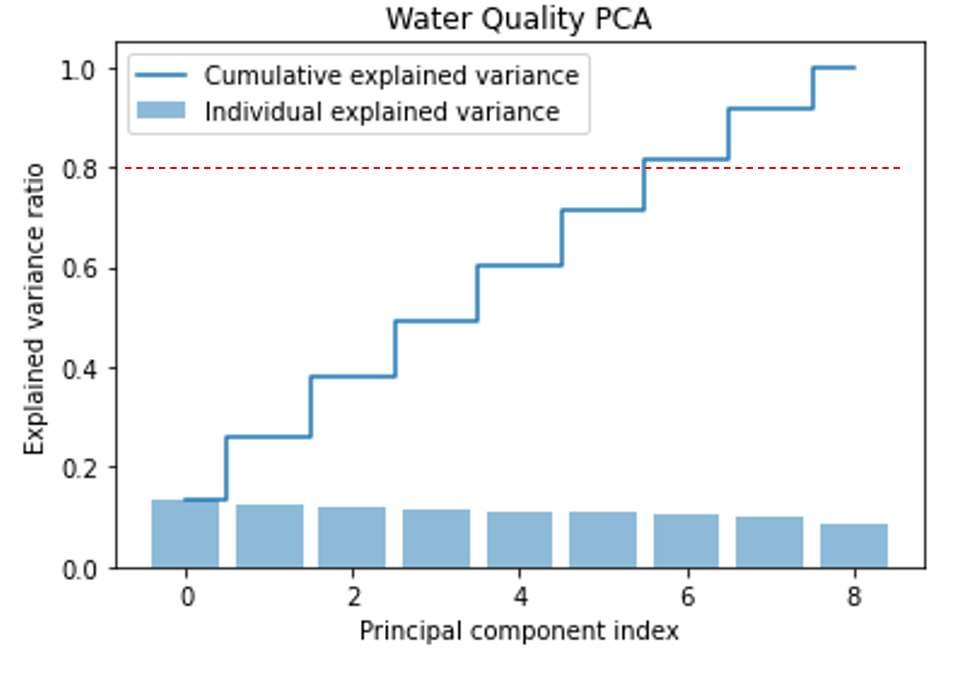 Water Quality PCA
Cumulative explained variance
Individual explained variance
1.0
0.8
0.6
0.4
0.2
0.0
Explained variance ratio
0 2 4 6 8
Principal component index